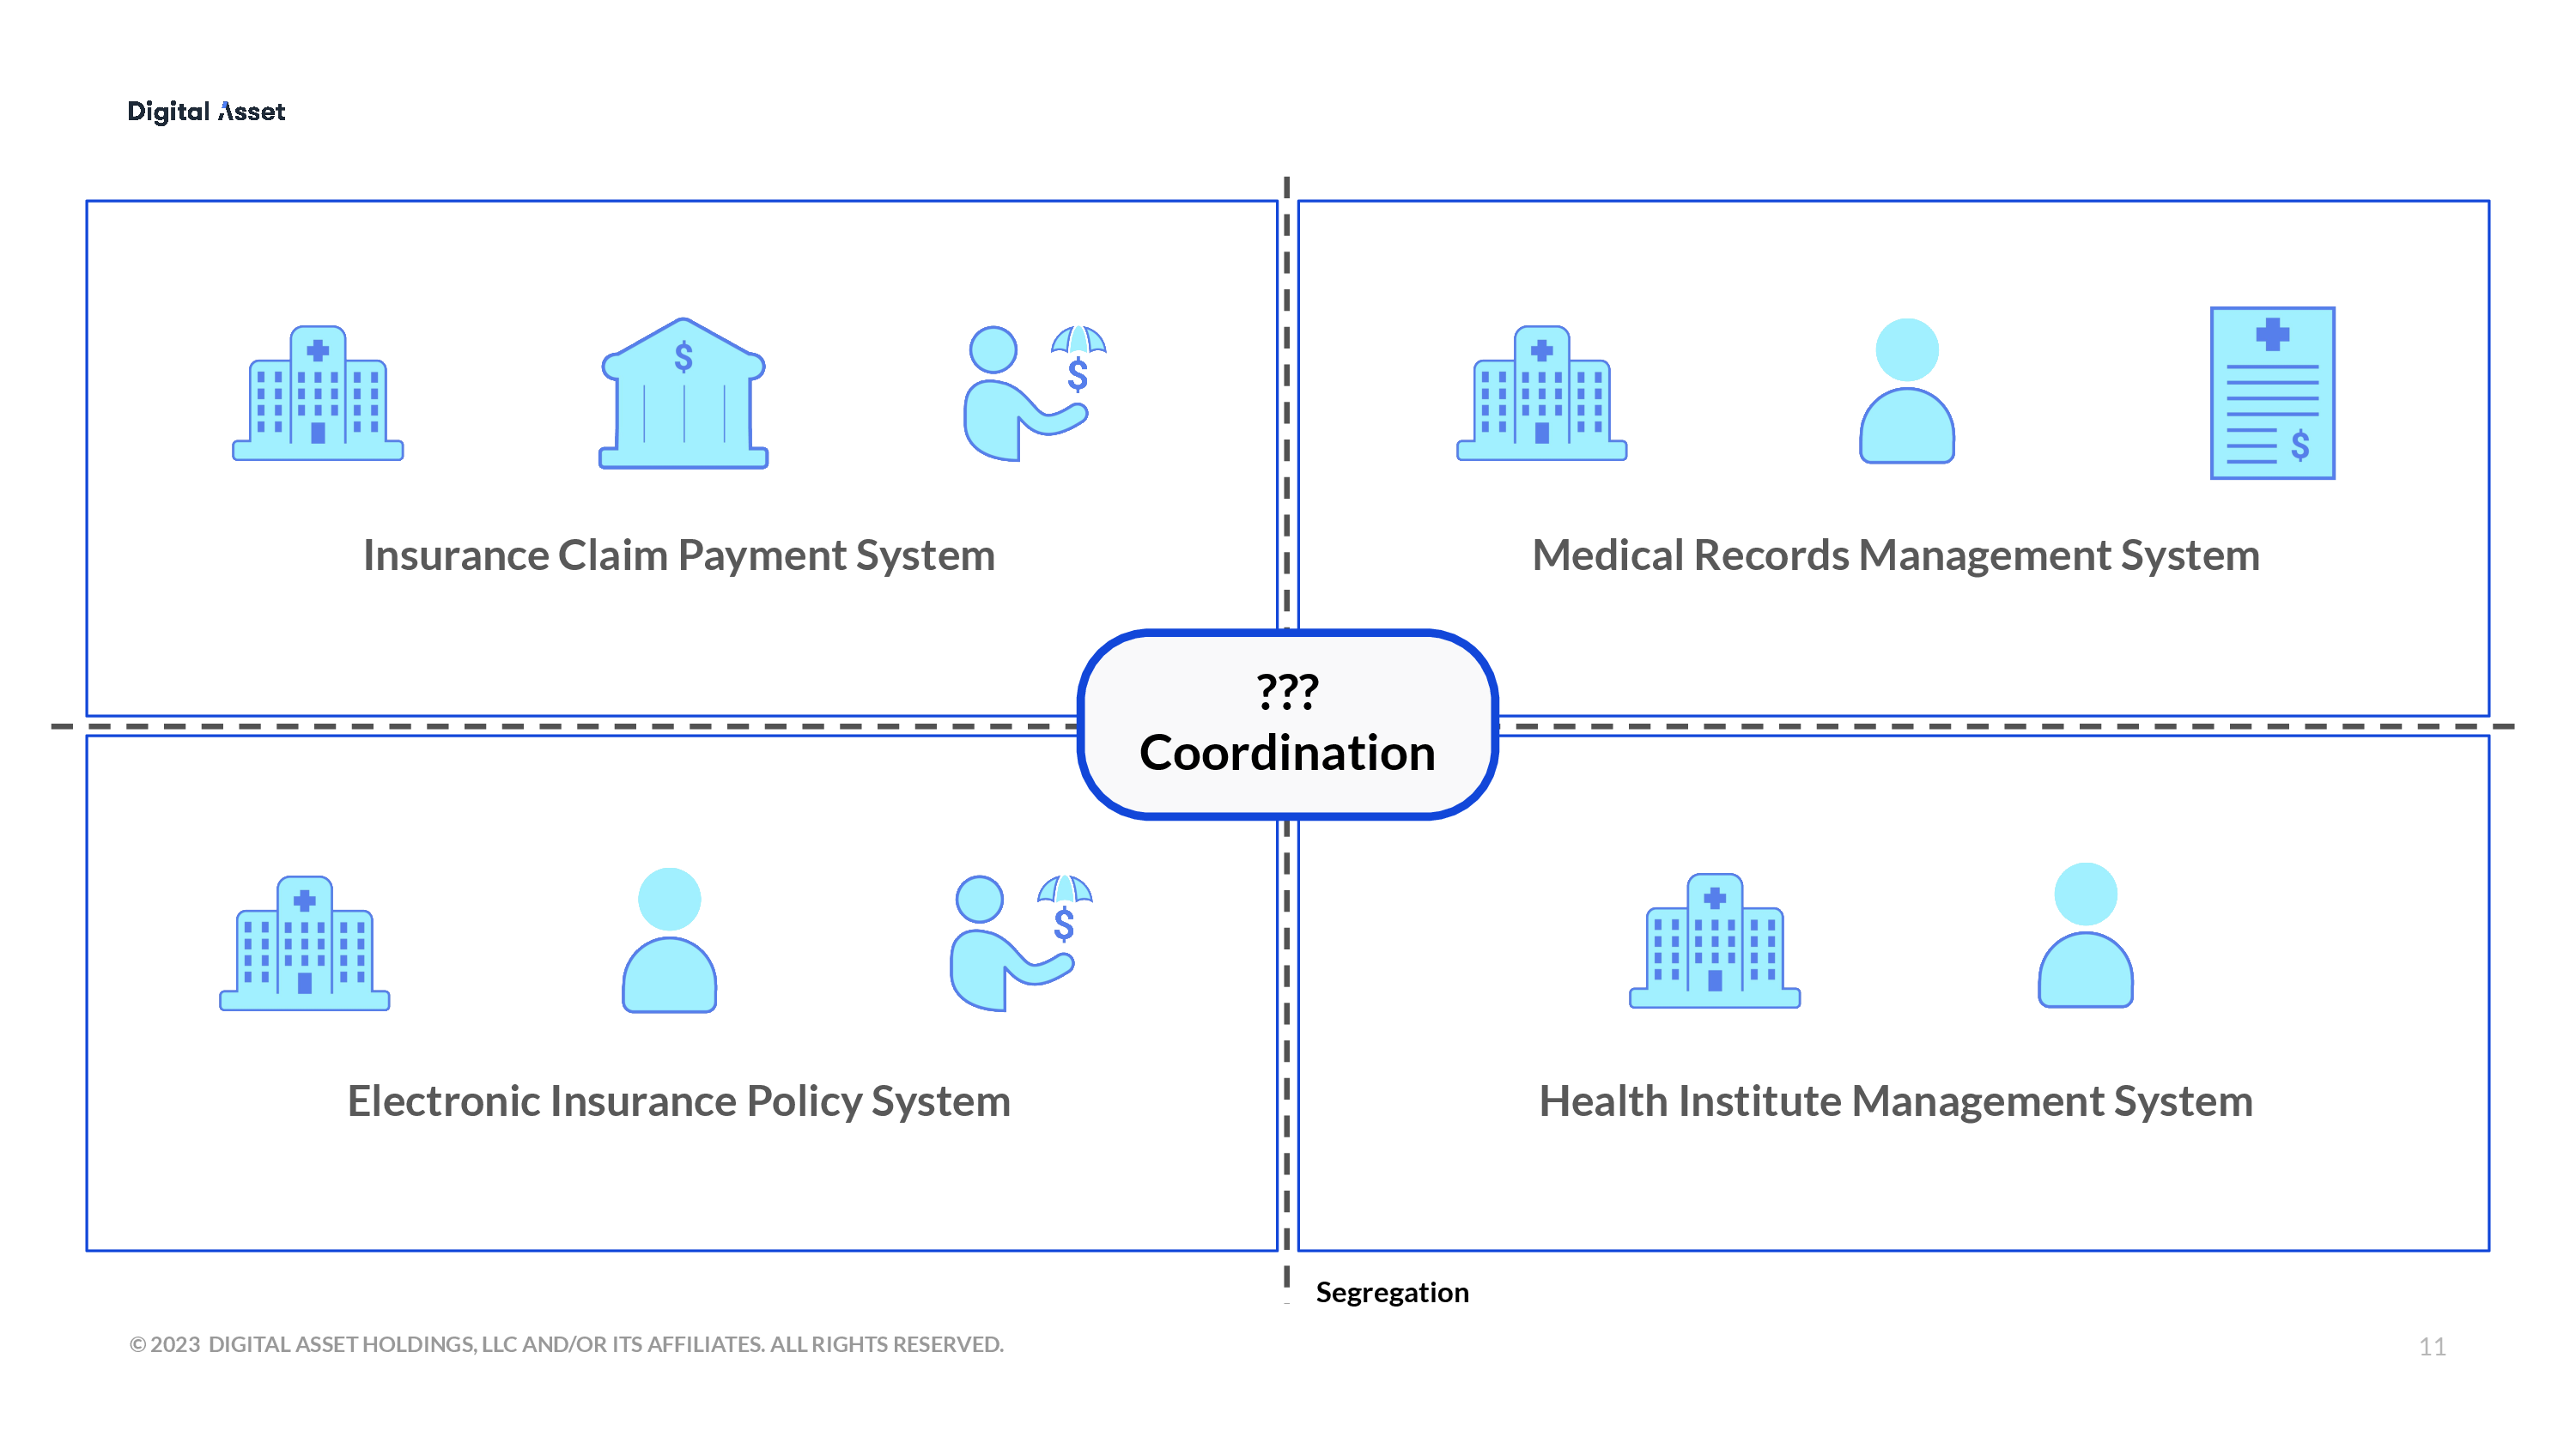 Digital Asset
$
$
$
Insurance Claim Payment System
Medical Records Management System
???
Coordination
$
Electronic Insurance Policy System
Health Institute Management System
Segregation
© 2023 DIGITAL ASSET HOLDINGS, LLC AND/OR ITS AFFILIATES. ALL RIGHTS RESERVED.
11